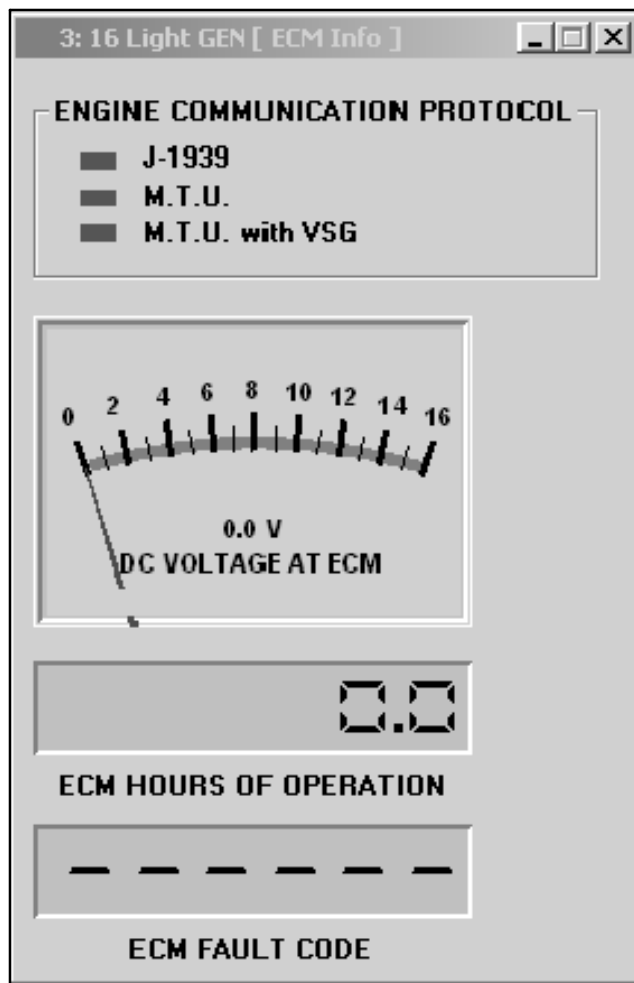 3: 16 Light GEN [ ECM Info ]
ENGINE COMMUNICATION PROTOCOL
J-1939
M.T.U.
M.T.U. with VSG
0 2 4 6 8 10 12 14 16
0.0 V
DC VOLTAGE AT ECM
0.0
ECM HOURS OF OPERATION
– – – – – –
ECM FAULT CODE